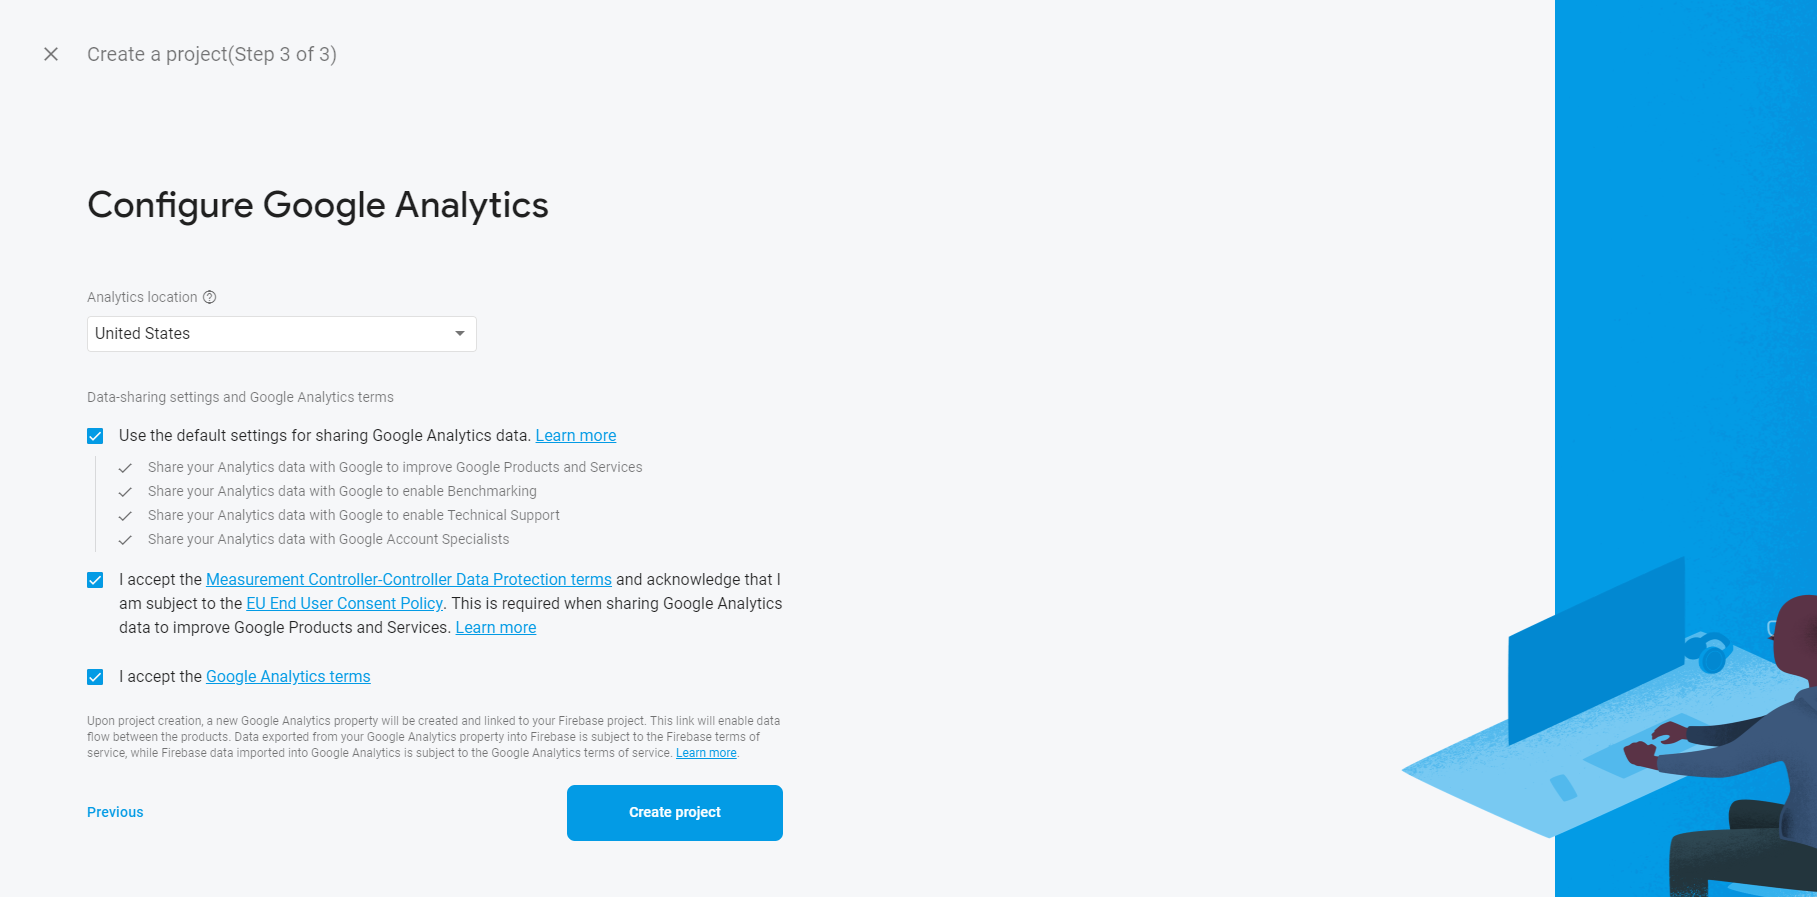 Create a project(Step 3 of 3)
Configure Google Analytics
Analytics location
United States
Data-sharing settings and Google Analytics terms
Use the default settings for sharing Google Analytics data. Learn more
Share your Analytics data with Google to improve Google Products and Services
Share your Analytics data with Google to enable Benchmarking
Share your Analytics data with Google to enable Technical Support
Share your Analytics data with Google Account Specialists
I accept the Measurement Controller-Controller Data Protection terms and acknowledge that I
am subject to the EU End User Consent Policy. This is required when sharing Google Analytics
data to improve Google Products and Services. Learn more
I accept the Google Analytics terms
Upon project creation, a new Google Analytics property will be created and linked to your Firebase project. This link will enable data
flow between the products. Data exported from your Google Analytics property into Firebase is subject to the Firebase terms of
service, while Firebase data imported into Google Analytics is subject to the Google Analytics terms of service. Learn more.
Previous
Create project